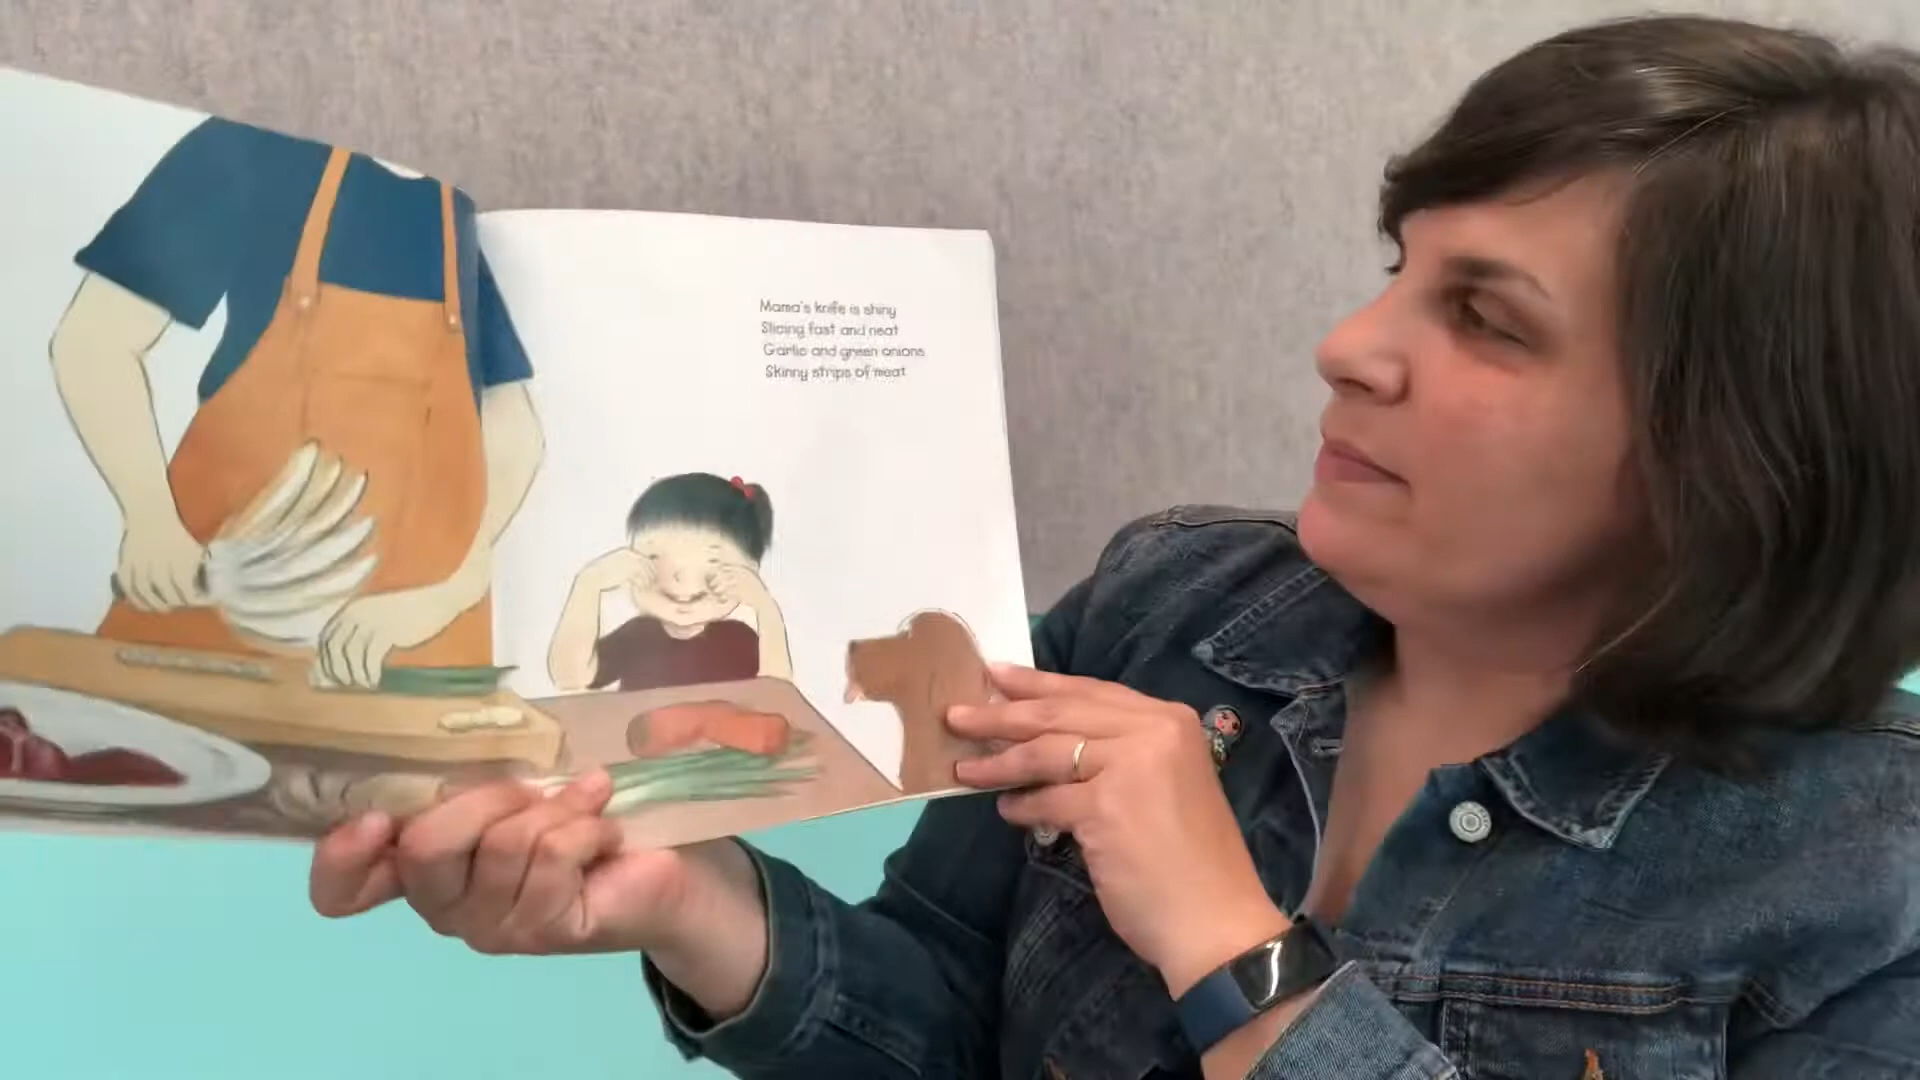 Mama's knife is shiny
Slicing fast and neat
Garlic and green onions
Skinny strips of meat